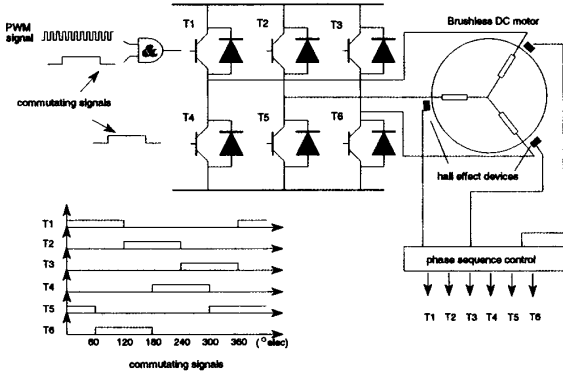 PWM
signal
&
commutating signals
T1 T2 T3
T4 T5 T6
Brushless DC motor
hall effect devices
phase sequence control
T1 T2 T3 T4 T5 T6
T1
T2
T3
T4
T5
T6
60 120 180 240 300 360 (°elec)
commutating signals